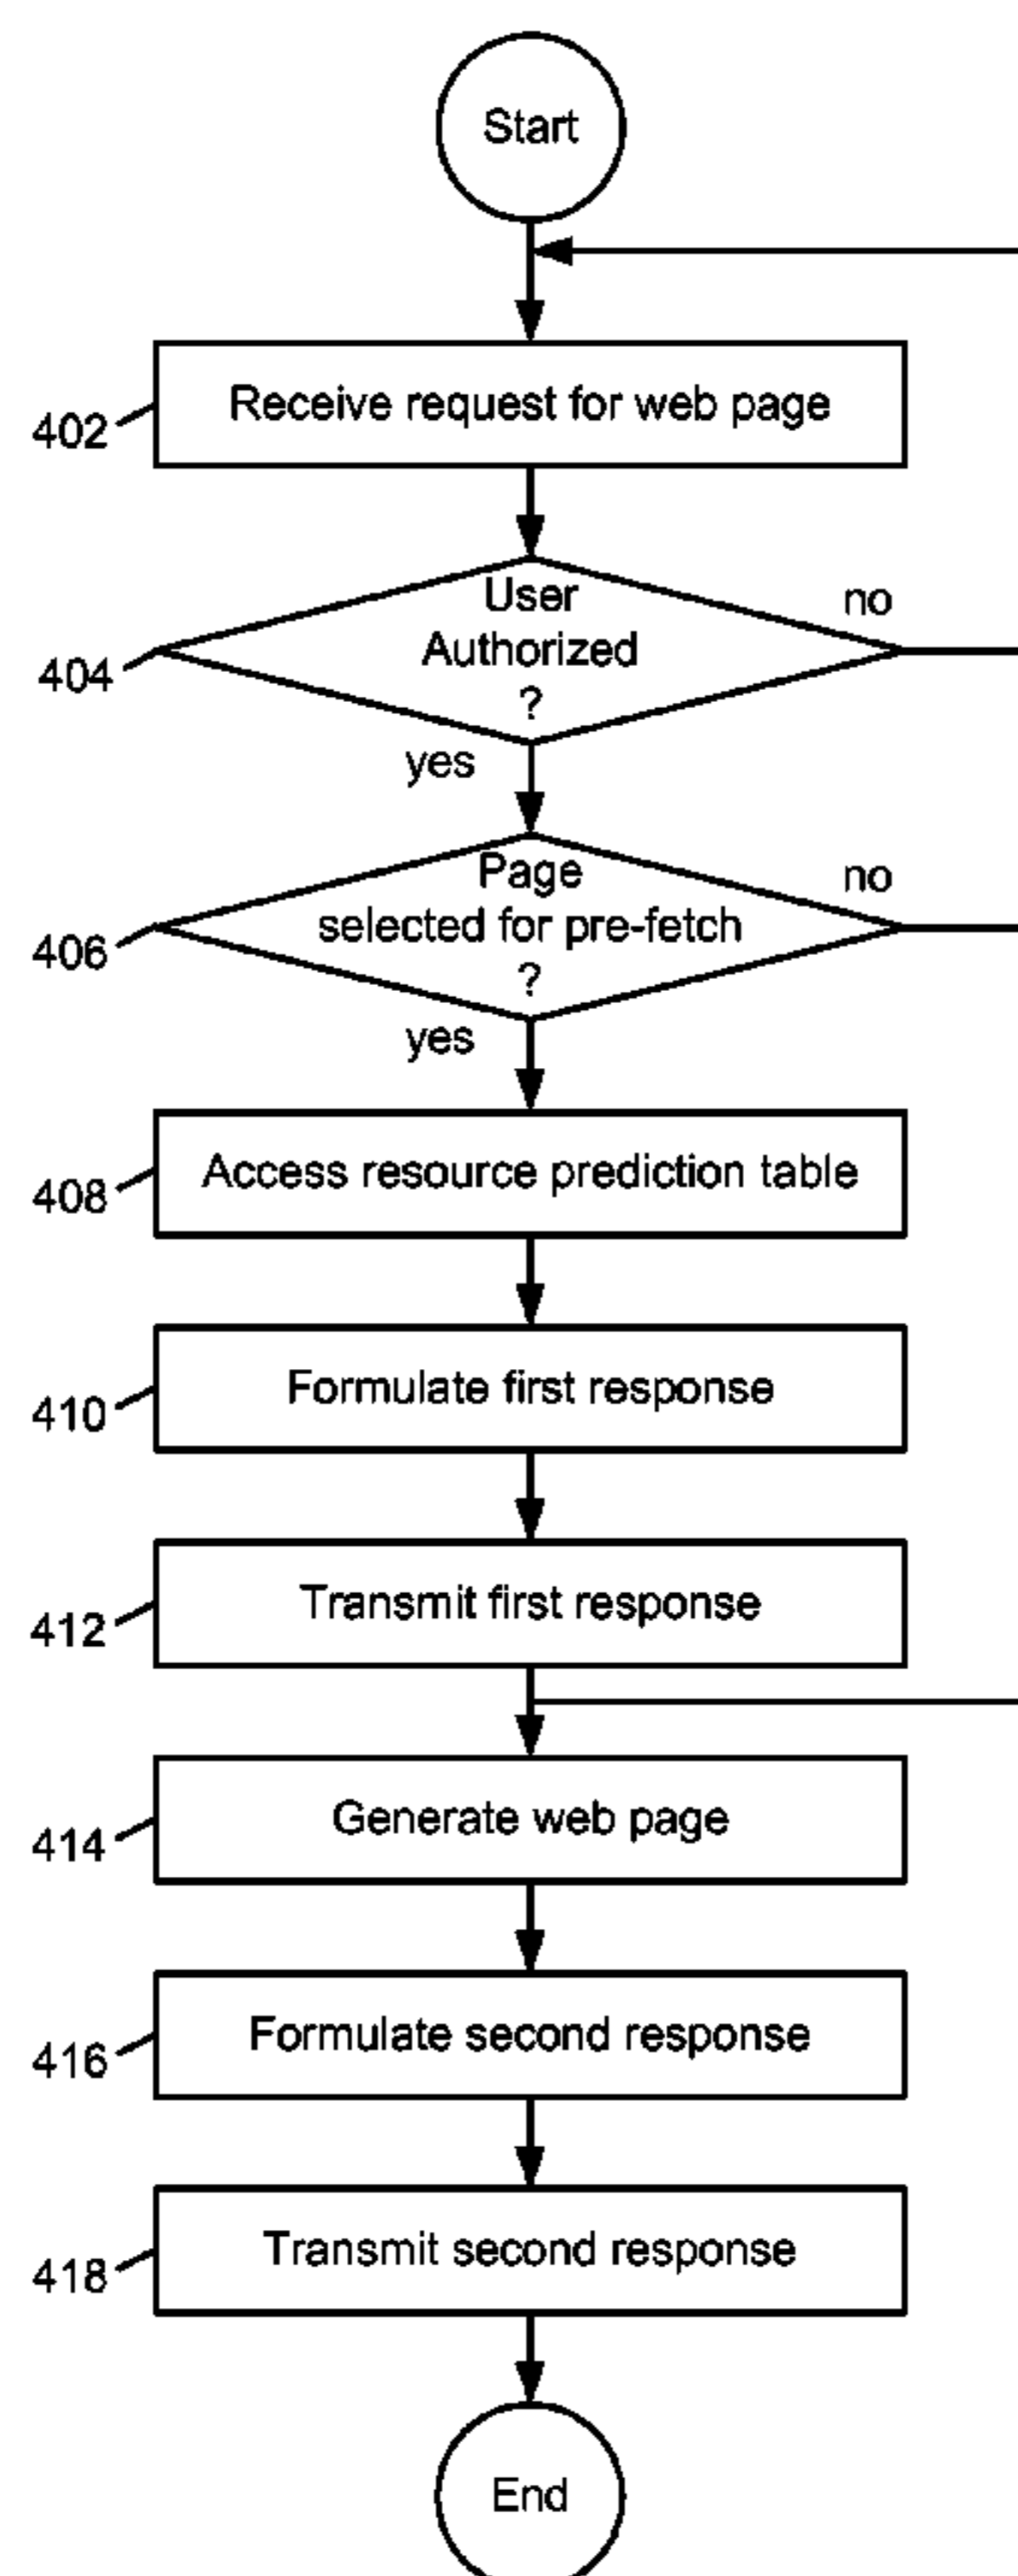 Start
Receive request for web page
402
User
Authorized
?
no
404
yes
Page
selected for pre-fetch
?
no
406
yes
Access resource prediction table
408
Formulate first response
410
Transmit first response
412
Generate web page
414
Formulate second response
416
Transmit second response
418
End